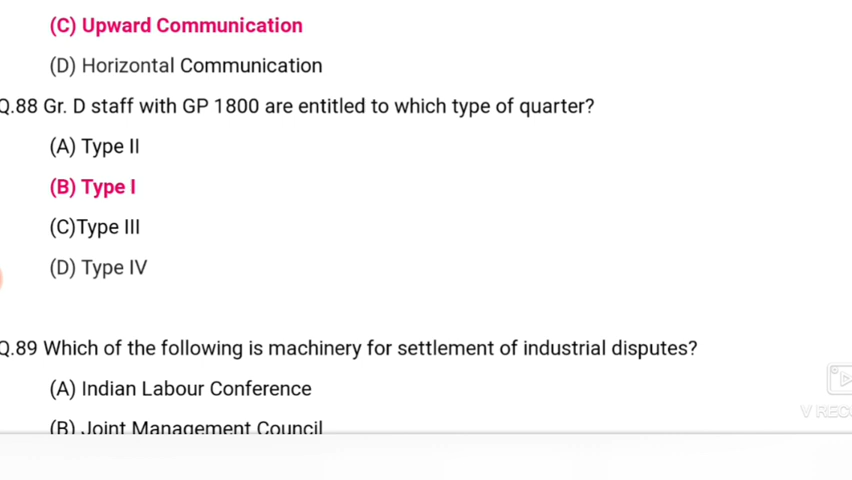 (C) Upward Communication
(D) Horizontal Communication
Q.88 Gr. D staff with GP 1800 are entitled to which type of quarter?
(A) Type II
(B) Type I
(C)Type III
(D) Type IV
Q.89 Which of the following is machinery for settlement of industrial disputes?
(A) Indian Labour Conference
(B) Joint Management Council
V RECO